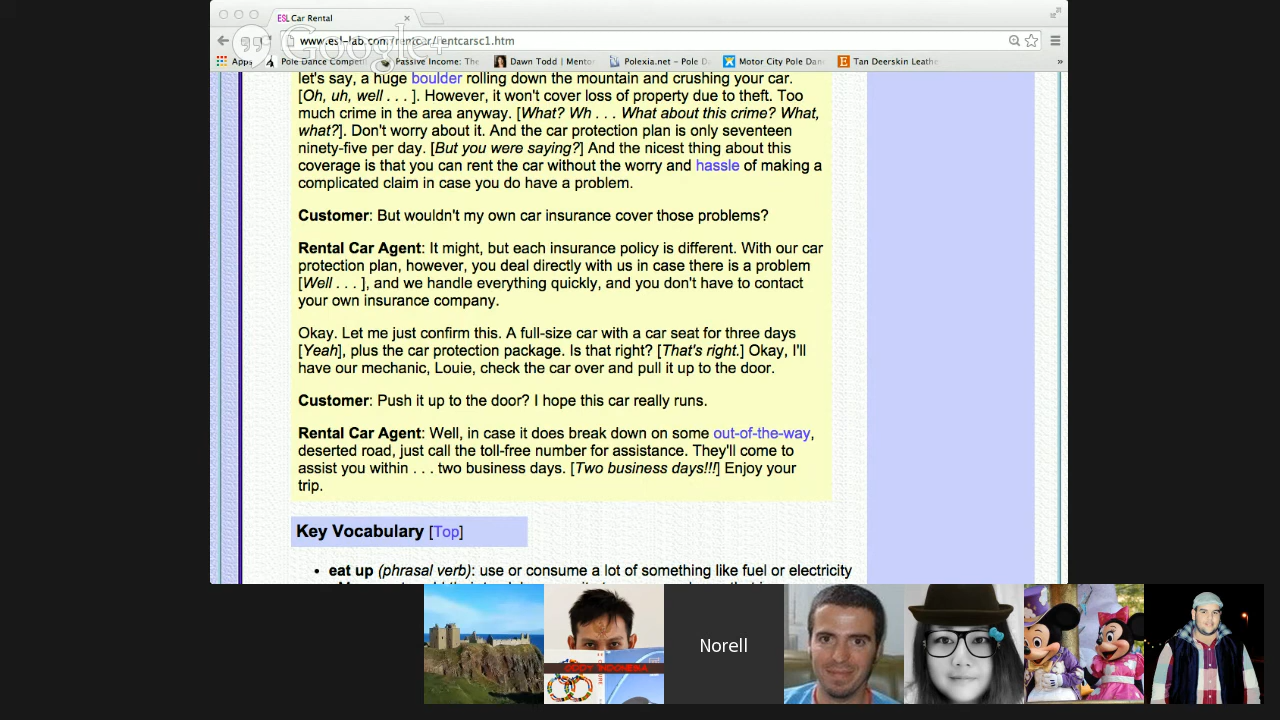 ESL Car Rental
Google+
www.esl-lab.com/rentcar/rentcarsc1.htm
Apps Pole Dance Compet Passive Income: The Dawn Todd | Mentor Polexia.net - Pole D Motor City Pole Danc Tan Deerskin Leathe »
let's say, a huge boulder rolling down the mountain and crushing your car.
[Oh, uh, well . . . ]. However, it won't cover loss of property due to theft. Too
much crime in the area anyway. [What? Wh . . . What about this crime? What,
what?]. Don't worry about it. And the car protection plan is only seventeen
ninety-five per day. [But you were saying?] And the nicest thing about this
coverage is that you can return the car without the worry and hassle of making a
complicated claim in case you do have a problem.
Customer: But wouldn't my own car insurance cover those problems?
Rental Car Agent: It might, but each insurance policy is different. With our car
protection plan, however, you deal directly with us in case there is a problem
[Well . . . ], and we handle everything quickly, and you don't have to contact
your own insurance company.
Okay. Let me just confirm this. A full-size car with a car seat for three days
[Yeah], plus the car protection package. Is that right? [That's right.] Okay, I'll
have our mechanic, Louie, check the car over and pull it up to the door.
Customer: Push it up to the door? I hope this car really runs.
Rental Car Agent: Well, in case it does break down in some out-of-the-way,
deserted road, just call the toll-free number for assistance. They'll come to
assist you within . . . two business days. [Two business days!!!] Enjoy your
trip.
Key Vocabulary [Top]
• eat up (phrasal verb): use or consume a lot of something like fuel or electricity
Norell
ODDY INDONESIA